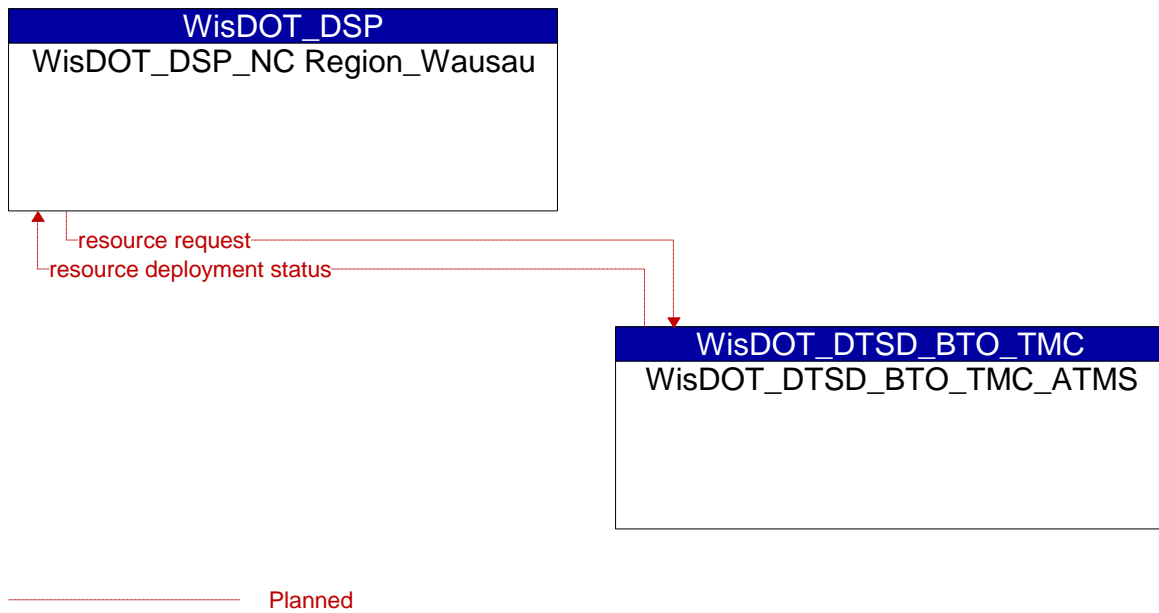 WisDOT_DSP
WisDOT_DSP_NC Region_Wausau
resource request
resource deployment status
WisDOT_DTSD_BTO_TMC
WisDOT_DTSD_BTO_TMC_ATMS
Planned